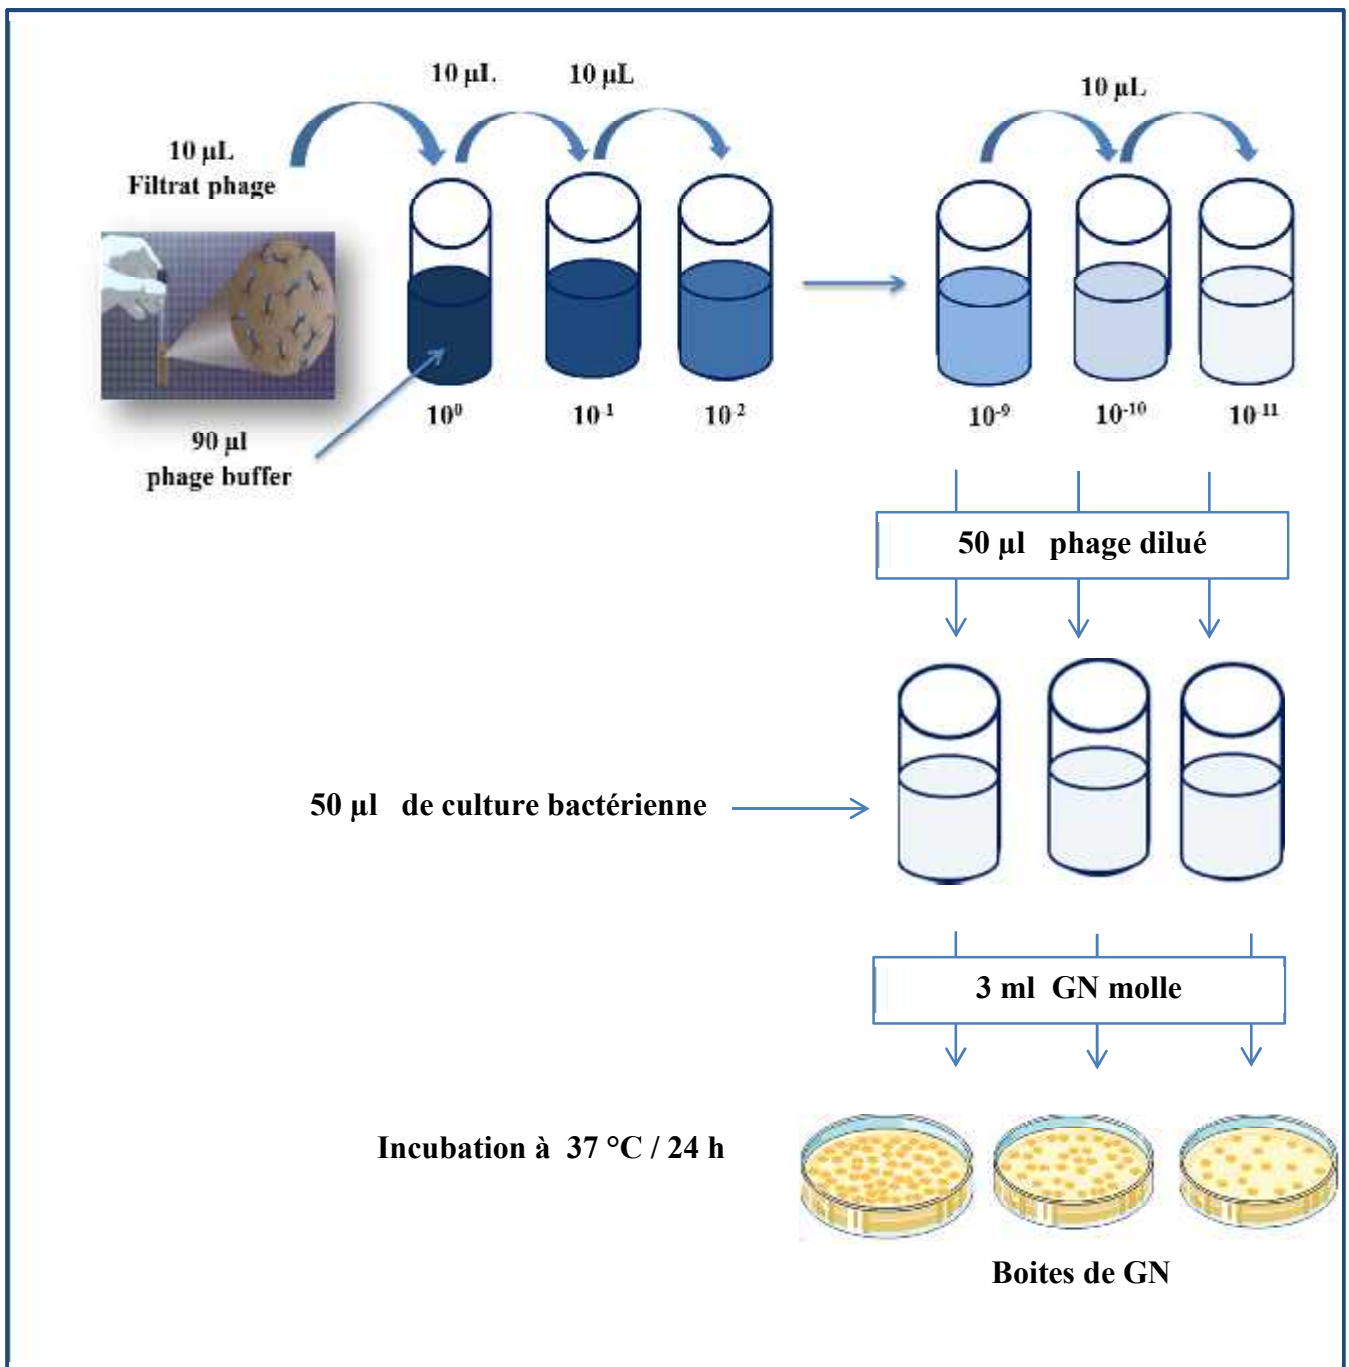 10 µL
10 µL
10 µL
10 µL
Filtrat phage
10⁰
10⁻¹
10⁻²
10⁻⁹
10⁻¹⁰
10⁻¹¹
90 µl
phage buffer
50 µl phage dilué
50 µl de culture bactérienne
3 ml GN molle
Incubation à 37 °C / 24 h
Boites de GN